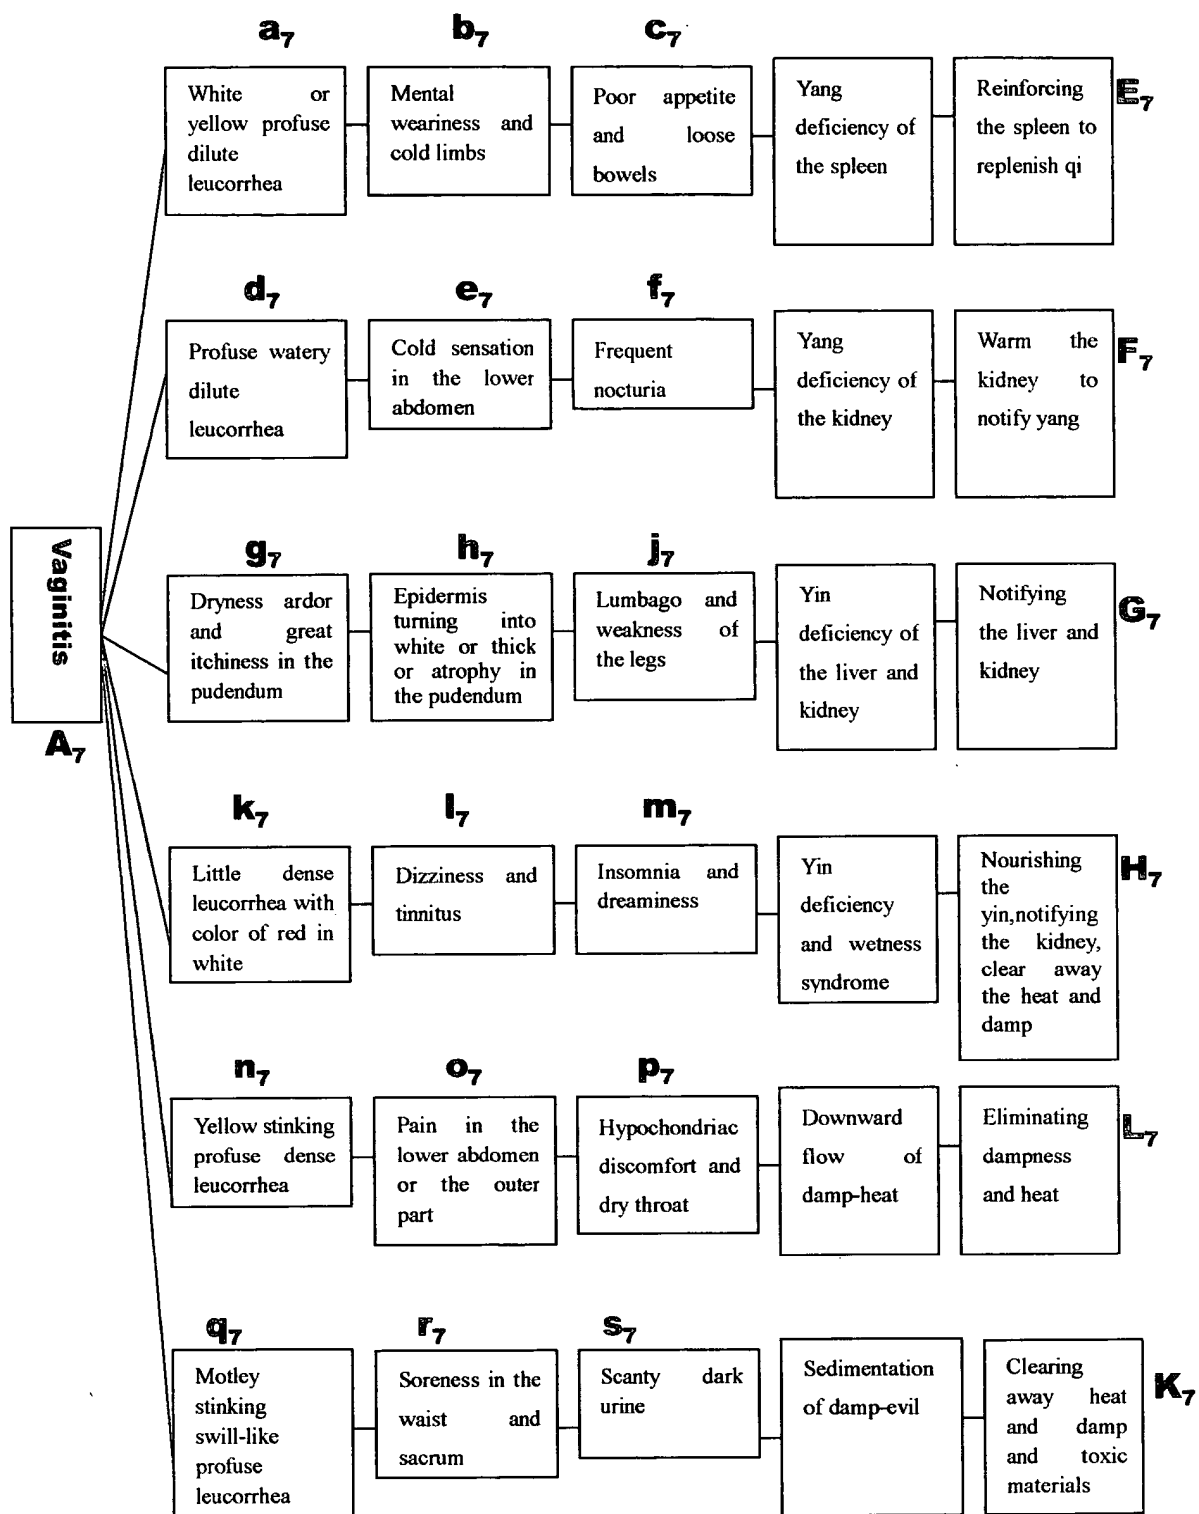 a7 b7 c7
White or
yellow profuse
dilute
leucorrhea
Mental
weariness and
cold limbs
Poor appetite
and loose
bowels
Yang
deficiency of
the spleen
Reinforcing
the spleen to
replenish qi
E7
d7 e7 f7
Profuse watery
dilute
leucorrhea
Cold sensation
in the lower
abdomen
Frequent
nocturia
Yang
deficiency of
the kidney
Warm the
kidney to
notify yang
F7
Vaginitis
A7
g7 h7 j7
Dryness ardor
and great
itchiness in the
pudendum
Epidermis
turning into
white or thick
or atrophy in
the pudendum
Lumbago and
weakness of
the legs
Yin
deficiency of
the liver and
kidney
Notifying
the liver and
kidney
G7
k7 l7 m7
Little dense
leucorrhea with
color of red in
white
Dizziness and
tinnitus
Insomnia and
dreaminess
Yin
deficiency
and wetness
syndrome
Nourishing
the
yin,notifying
the kidney,
clear away
the heat and
damp
H7
n7 o7 p7
Yellow stinking
profuse dense
leucorrhea
Pain in the
lower abdomen
or the outer
part
Hypochondriac
discomfort and
dry throat
Downward
flow of
damp-heat
Eliminating
dampness
and heat
L7
q7 r7 s7
Motley
stinking
swill-like
profuse
leucorrhea
Soreness in the
waist and
sacrum
Scanty dark
urine
Sedimentation
of damp-evil
Clearing
away heat
and damp
and toxic
materials
K7